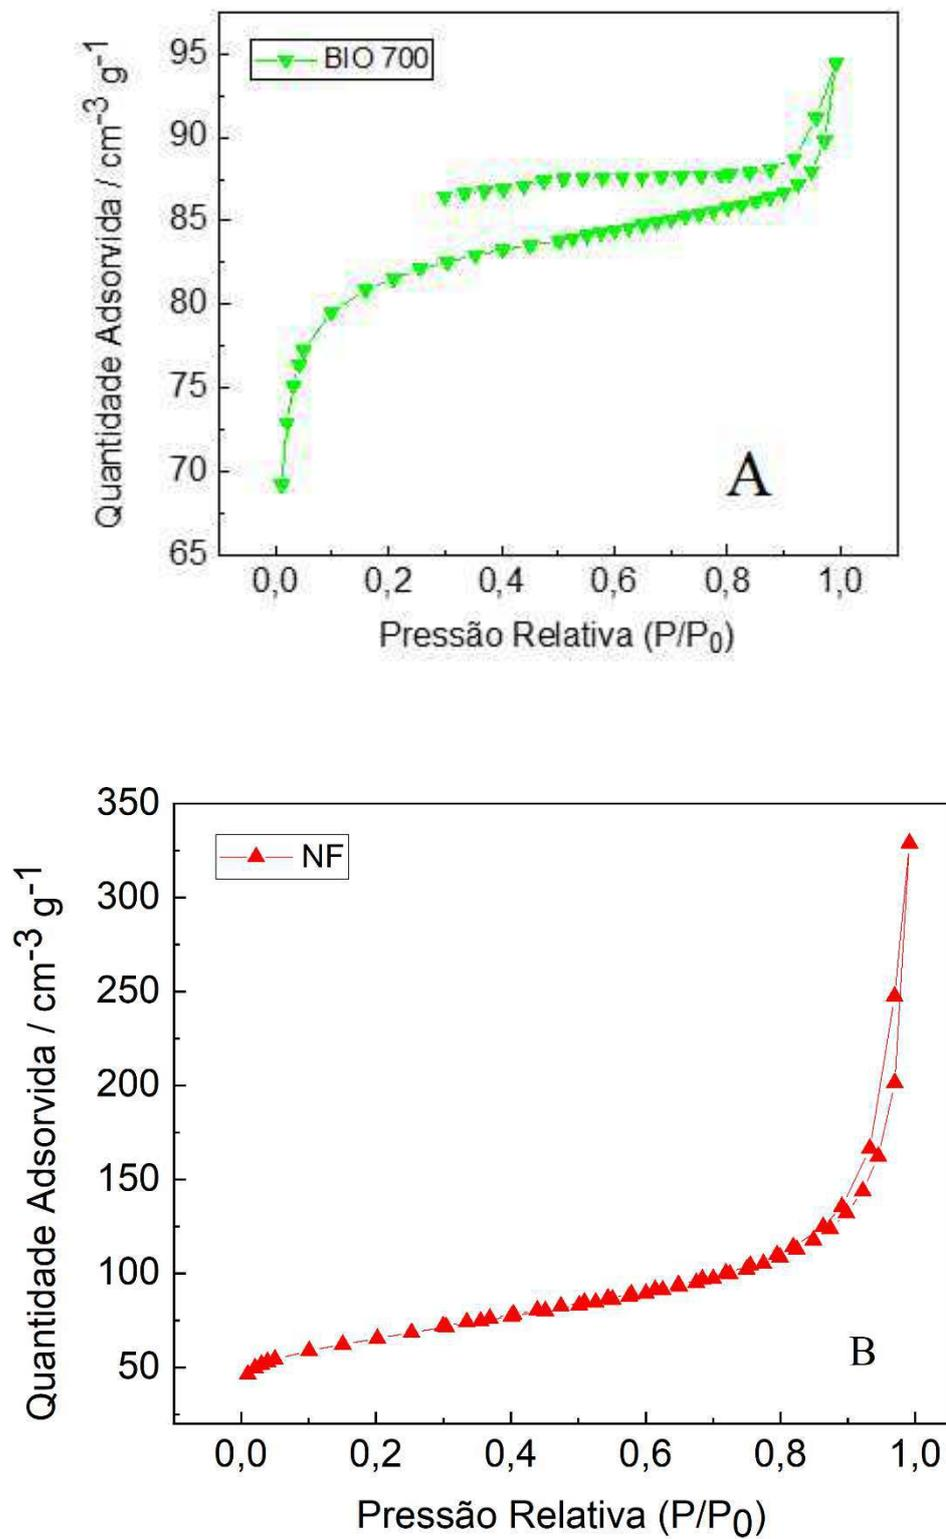 BIO 700
Quantidade Adsorvida / cm-3 g-1
95
90
85
80
75
70
65
A
0,0 0,2 0,4 0,6 0,8 1,0
Pressão Relativa (P/P0)
NF
Quantidade Adsorvida / cm-3 g-1
350
300
250
200
150
100
50
B
0,0 0,2 0,4 0,6 0,8 1,0
Pressão Relativa (P/P0)